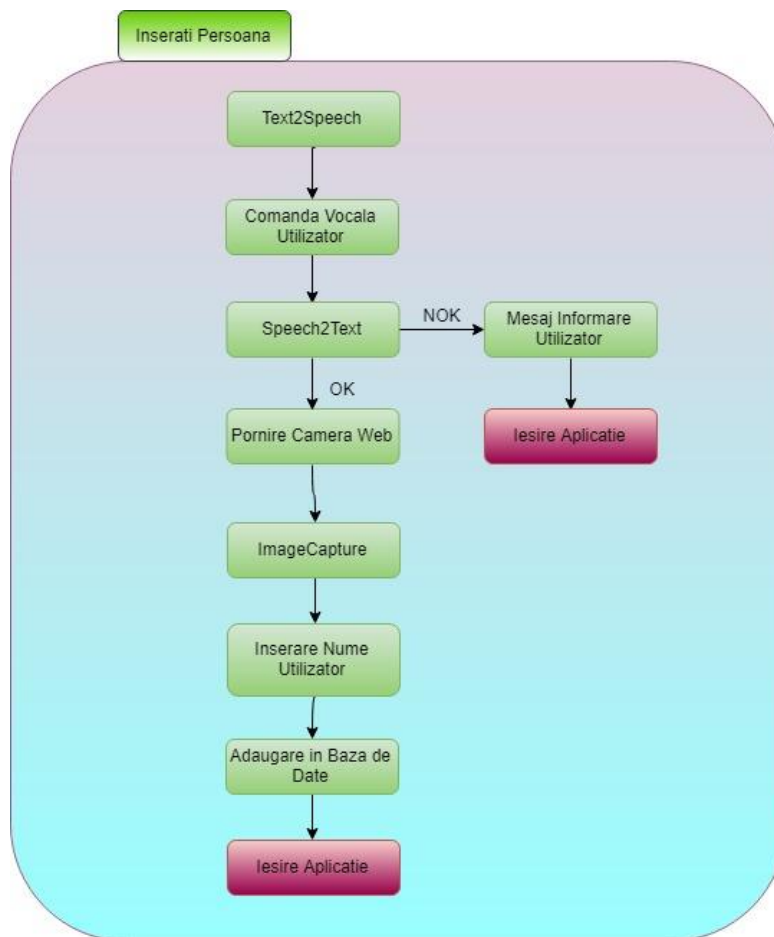 Inserati Persoana
Text2Speech
Comanda Vocala
Utilizator
Speech2Text
NOK
Mesaj Informare
Utilizator
OK
Pornire Camera Web
Iesire Aplicatie
ImageCapture
Inserare Nume
Utilizator
Adaugare in Baza de
Date
Iesire Aplicatie